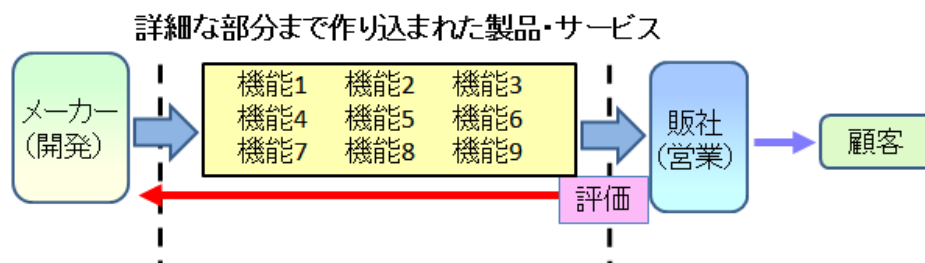 詳細な部分まで作り込まれた製品・サービス
メーカー
(開発)
機能1 機能2 機能3
機能4 機能5 機能6
機能7 機能8 機能9
販社
(営業)
顧客
評価